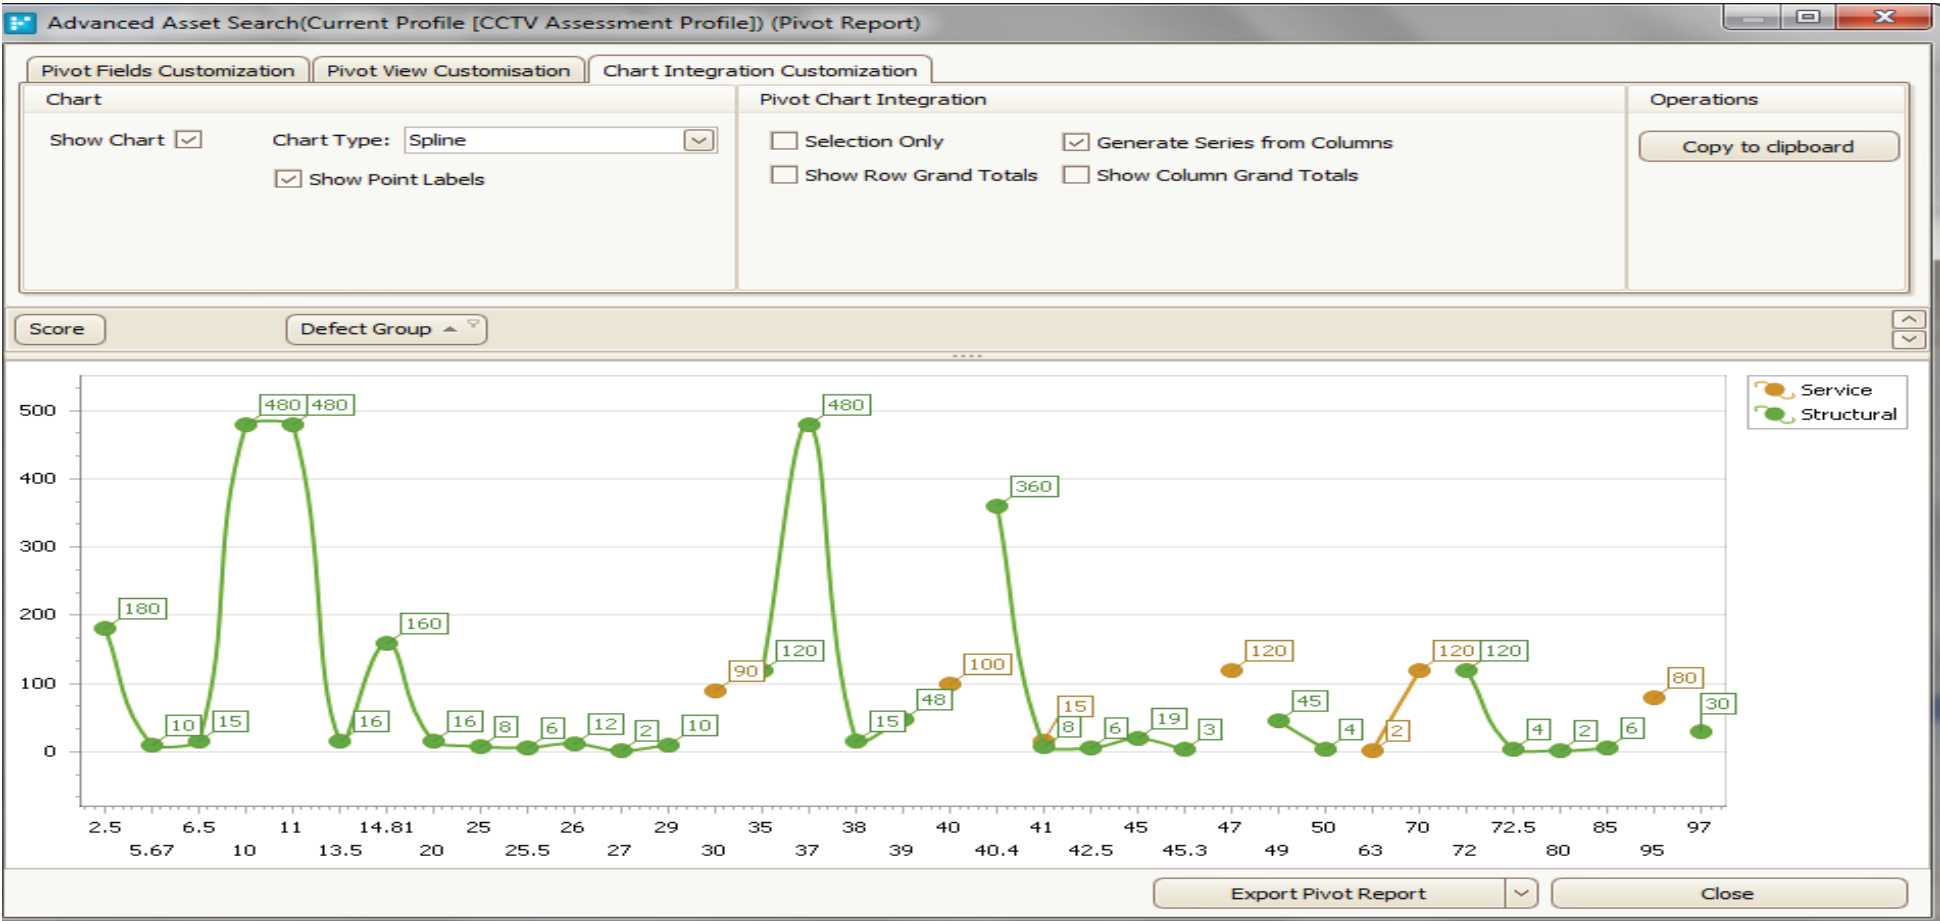 Advanced Asset Search(Current Profile [CCTV Assessment Profile]) (Pivot Report)
Pivot Fields Customization Pivot View Customisation Chart Integration Customization
Chart Pivot Chart Integration Operations
Show Chart Chart Type: Spline Selection Only Generate Series from Columns Copy to clipboard
Show Point Labels Show Row Grand Totals Show Column Grand Totals
Score Defect Group
Service
Structural
500 480 480 480
400 360
300
200 180 160
100 90 120 100 120 120 120 80
0 10 15 16 16 8 6 12 2 10 15 48 15 8 6 19 3 45 4 2 4 2 6 30
2.5 6.5 11 14.81 25 26 29 35 38 40 41 45 47 50 70 72.5 85 97
5.67 10 13.5 20 25.5 27 30 37 39 40.4 42.5 45.3 49 63 72 80 95
Export Pivot Report Close